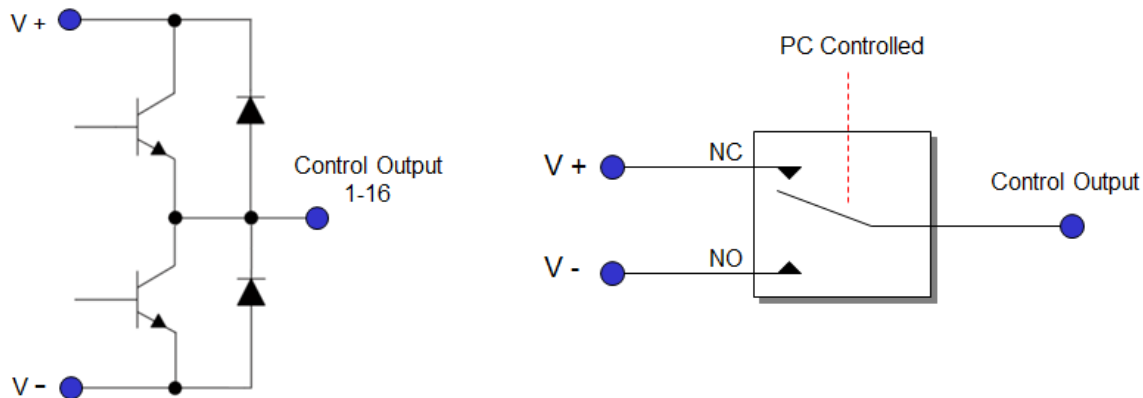 V +
Control Output
1-16
V -
PC Controlled
V +
NC
Control Output
V -
NO